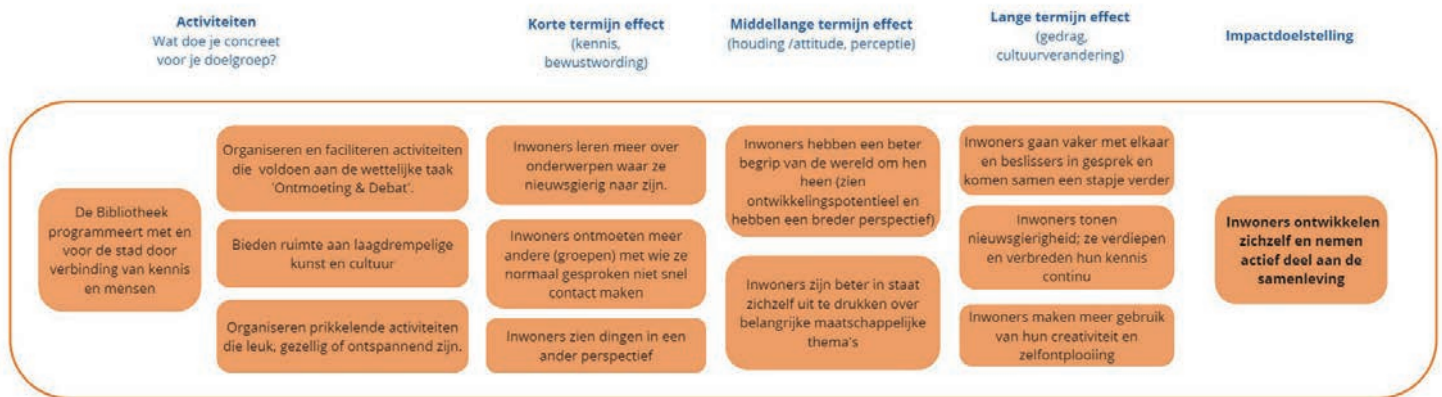 Activiteiten
Wat doe je concreet
voor je doelgroep?
Korte termijn effect
(kennis,
bewustwording)
Middellange termijn effect
(houding /attitude, perceptie)
Lange termijn effect
(gedrag,
cultuurverandering)
Impactdoelstelling
De Bibliotheek
programmeert met en
voor de stad door
verbinding van kennis
en mensen
Organiseren en faciliteren activiteiten
die voldoen aan de wettelijke taak
'Ontmoeting & Debat'.
Bieden ruimte aan laagdrempelige
kunst en cultuur
Organiseren prikkelende activiteiten
die leuk, gezellig of ontspannend zijn.
Inwoners leren meer over
onderwerpen waar ze
nieuwsgierig naar zijn.
Inwoners ontmoeten meer
andere (groepen) met wie ze
normaal gesproken niet snel
contact maken
Inwoners zien dingen in een
ander perspectief
Inwoners hebben een beter
begrip van de wereld om hen
heen (zien
ontwikkelingspotentieel en
hebben een breder perspectief)
Inwoners zijn beter in staat
zichzelf uit te drukken over
belangrijke maatschappelijke
thema's
Inwoners gaan vaker met elkaar
en beslissers in gesprek en
komen samen een stapje verder
Inwoners tonen
nieuwsgierigheid; ze verdiepen
en verbreden hun kennis
continu
Inwoners maken meer gebruik
van hun creativiteit en
zelfontplooiing
Inwoners ontwikkelen
zichzelf en nemen
actief deel aan de
samenleving